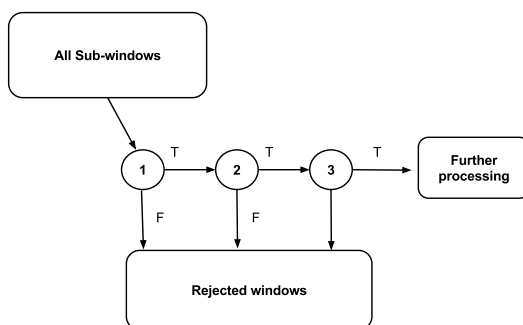 All Sub-windows
T
T
T
1
2
3
Further
processing
F
F
Rejected windows